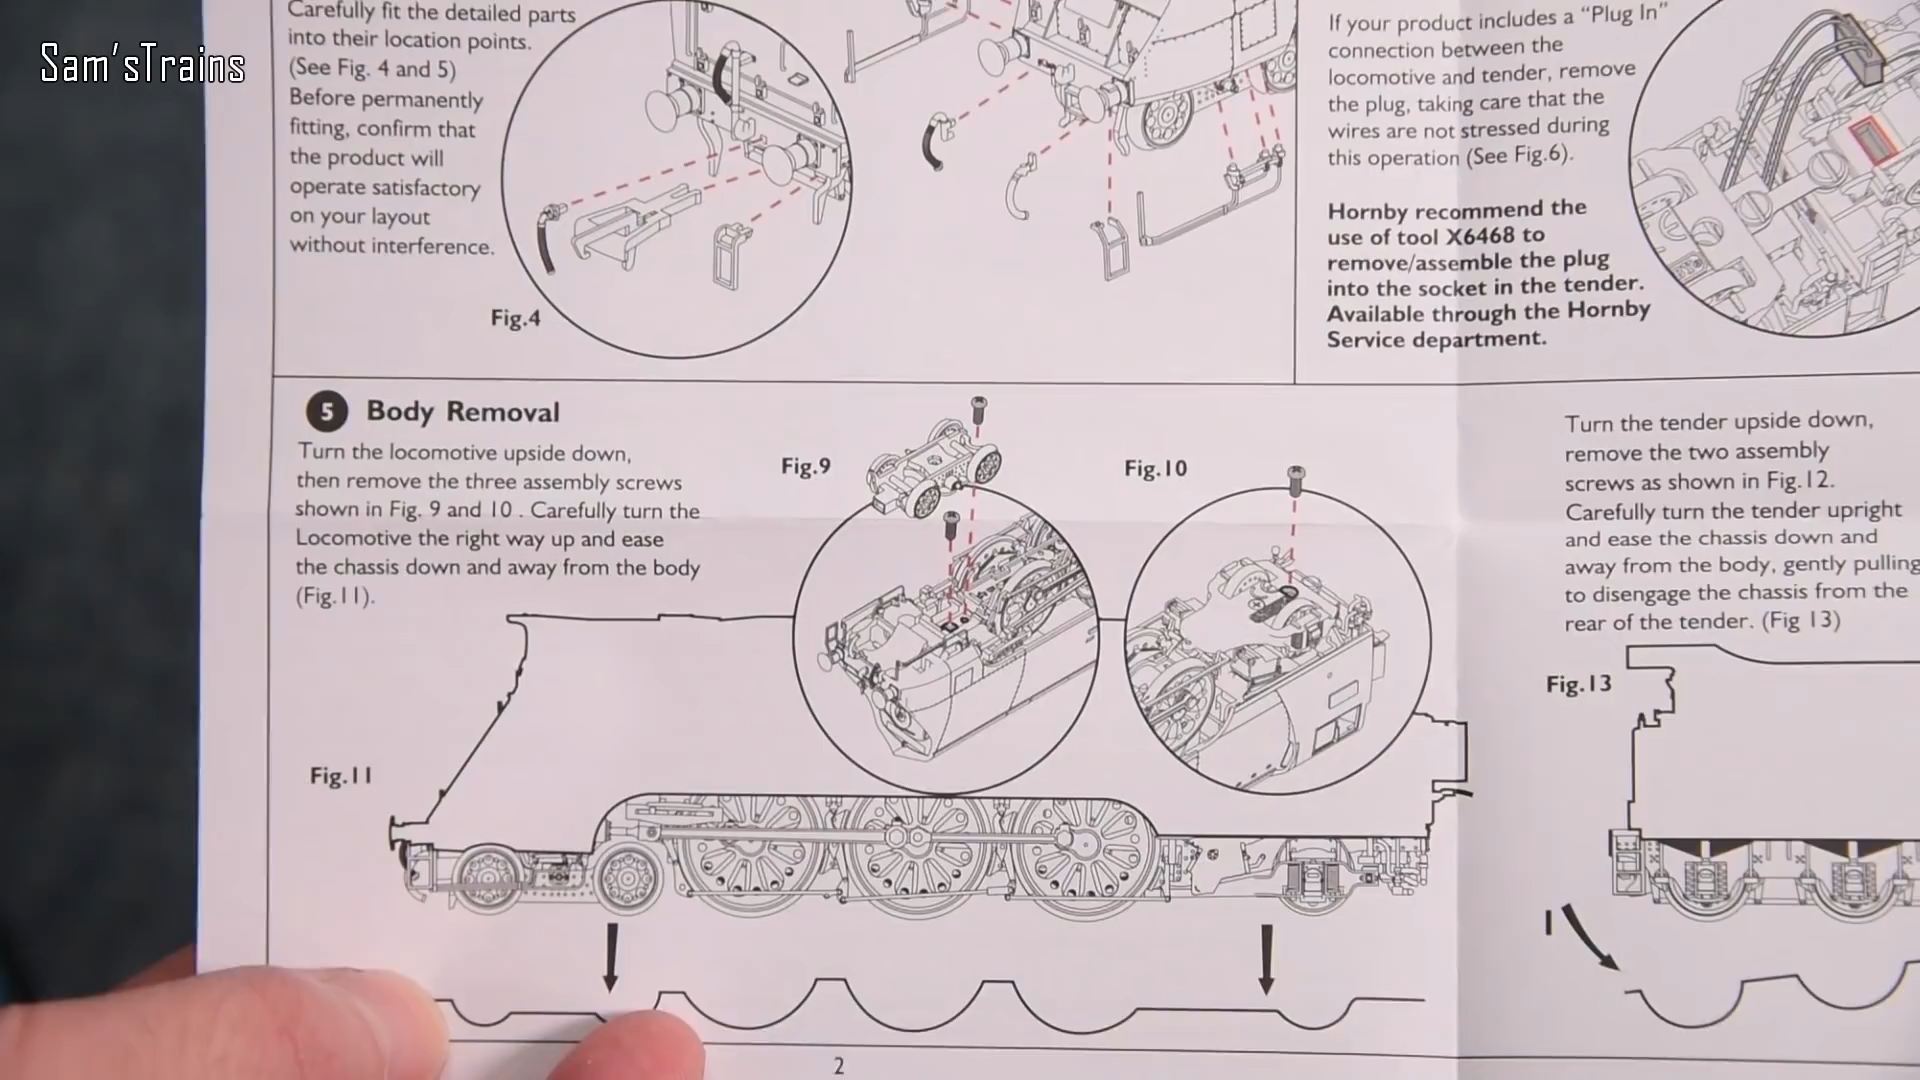 Sam'sTrains
Carefully fit the detailed parts
into their location points.
(See Fig. 4 and 5)
Before permanently
fitting, confirm that
the product will
operate satisfactory
on your layout
without interference.
Fig.4
If your product includes a “Plug In”
connection between the
locomotive and tender, remove
the plug, taking care that the
wires are not stressed during
this operation (See Fig.6).
Hornby recommend the
use of tool X6468 to
remove/assemble the plug
into the socket in the tender.
Available through the Hornby
Service department.
5 Body Removal
Turn the locomotive upside down,
then remove the three assembly screws
shown in Fig. 9 and 10 . Carefully turn the
Locomotive the right way up and ease
the chassis down and away from the body
(Fig.11).
Fig.9
Fig.10
Fig.11
Turn the tender upside down,
remove the two assembly
screws as shown in Fig.12.
Carefully turn the tender upright
and ease the chassis down and
away from the body, gently pulling
to disengage the chassis from the
rear of the tender. (Fig 13)
Fig.13
1
2